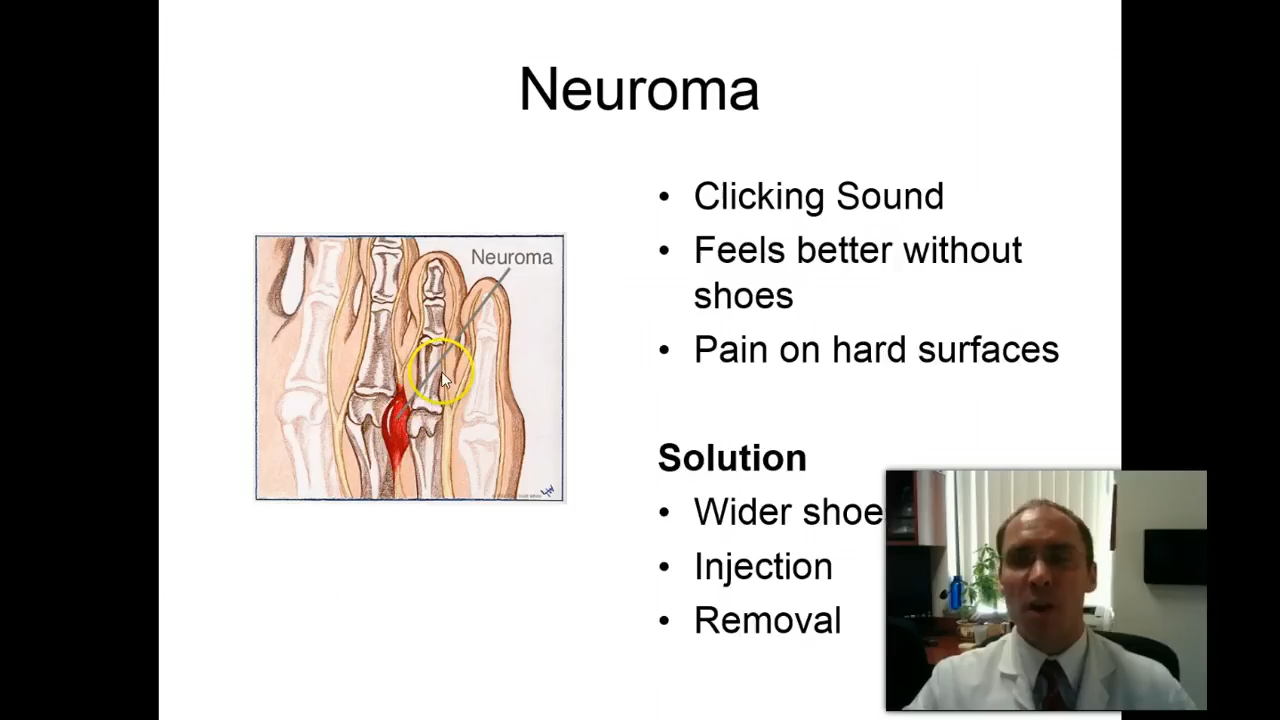 Neuroma
• Clicking Sound
• Feels better without
shoes
• Pain on hard surfaces
Neuroma
Solution
• Wider shoe
• Injection
• Removal